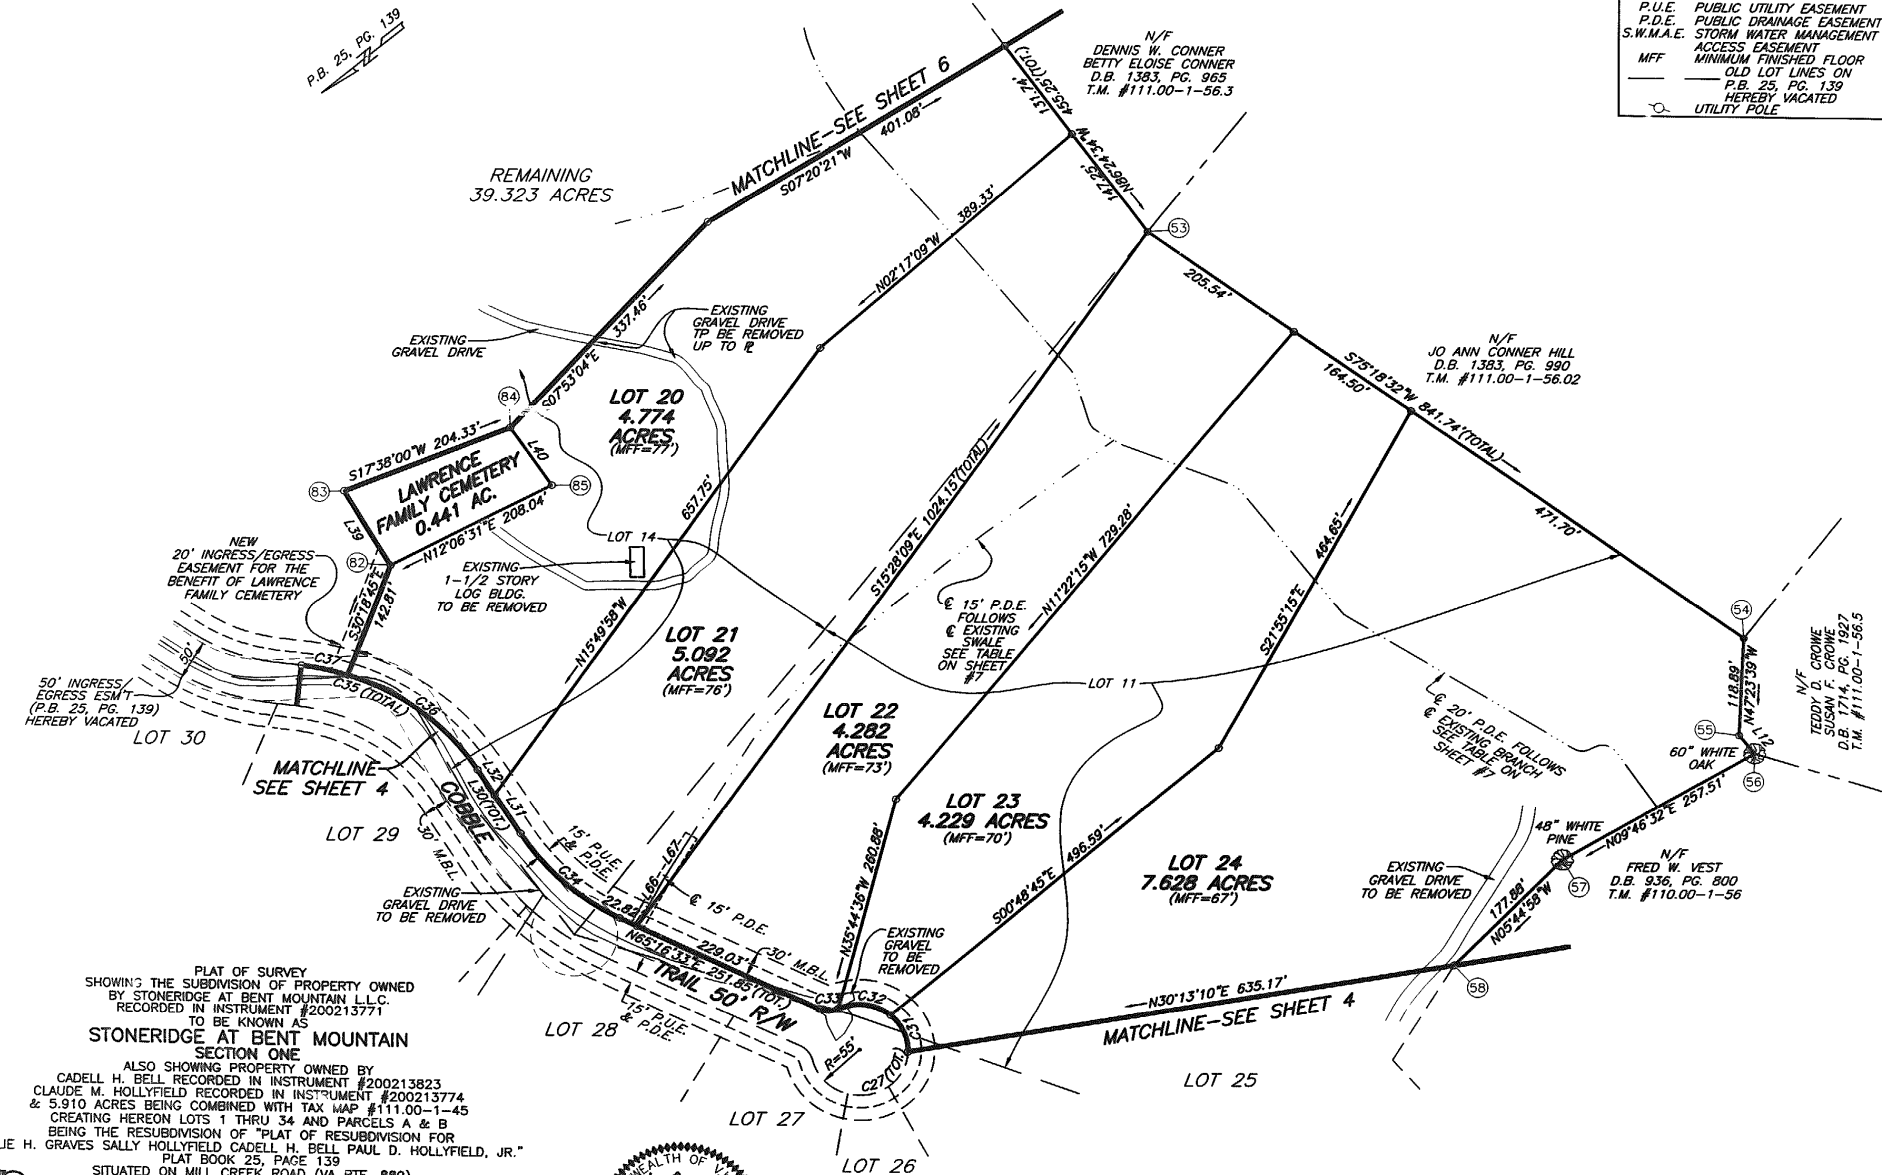 P.B. 25, PG. 139
P.U.E. PUBLIC UTILITY EASEMENT
P.D.E. PUBLIC DRAINAGE EASEMENT
S.W.M.A.E. STORM WATER MANAGEMENT
ACCESS EASEMENT
MFF MINIMUM FINISHED FLOOR
OLD LOT LINES ON
P.B. 25, PG. 139
HEREBY VACATED
UTILITY POLE
N/F
DENNIS W. CONNER
BETTY ELOISE CONNER
D.B. 1383, PG. 965
T.M. #111.00-1-56.3
MATCHLINE-SEE SHEET 6
S07°20'21"W
401.08'
131.74'
455.25'(TOT.)
N86°24'34"W
147.25'
53
REMAINING
39.323 ACRES
N02°17'09"W
389.33'
205.54'
EXISTING
GRAVEL DRIVE
337.46'
S07°53'04"E
EXISTING
GRAVEL DRIVE
TP BE REMOVED
UP TO ℞
N/F
JO ANN CONNER HILL
D.B. 1383, PG. 990
T.M. #111.00-1-56.02
S75°18'32"W 841.74'(TOTAL)
164.50'
471.70'
84
LOT 20
4.774
ACRES
(MFF=77')
S17°38'00"W 204.33'
L40
83
LAWRENCE
FAMILY CEMETERY
0.441 AC.
85
L39
N12°06'31"E 208.04'
82
657.75'
N15°49'58"W
S15°28'09"E 1024.15'(TOTAL)
N11°22'15"W 729.28'
464.65'
S21°55'15"E
LOT 14
NEW
20' INGRESS/EGRESS
EASEMENT FOR THE
BENEFIT OF LAWRENCE
FAMILY CEMETERY
S30°18'45"E
142.81'
EXISTING
1-1/2 STORY
LOG BLDG.
TO BE REMOVED
℄ 15' P.D.E.
FOLLOWS
℄ EXISTING
SWALE
SEE TABLE
ON SHEET
#7
54
118.89'
N47°23'39"W
55
L12
N/F
TEDDY D. CROWE
SUSAN F. CROWE
D.B. 1714, PG. 1927
T.M. #111.00-1-56.5
LOT 21
5.092
ACRES
(MFF=76')
LOT 11
50'
C37
C35 (TOTAL)
C36
50' INGRESS/
EGRESS ESM'T
(P.B. 25, PG. 139)
HEREBY VACATED
LOT 30
LOT 22
4.282
ACRES
(MFF=73')
℄ 20' P.D.E. FOLLOWS
℄ EXISTING BRANCH
SEE TABLE ON
SHEET #7
60" WHITE
OAK
56
MATCHLINE
SEE SHEET 4
L32
L30(TOT.)
L31
COBBLE
LOT 29
30' M.B.L.
15' P.U.E.
& P.D.E.
LOT 23
4.229 ACRES
(MFF=70')
N09°46'32"E 257.51'
48" WHITE
PINE
57
N/F
FRED W. VEST
D.B. 936, PG. 800
T.M. #110.00-1-56
EXISTING
GRAVEL DRIVE
TO BE REMOVED
L67
L66
C34
22.82'
N35°44'36"W 260.88'
S00°48'45"E 496.59'
LOT 24
7.628 ACRES
(MFF=67')
EXISTING
GRAVEL DRIVE
TO BE REMOVED
177.88'
N05°44'58"W
58
℄ 15' P.D.E.
229.03'
30' M.B.L.
N65°16'33"E 251.85'(TOT.)
TRAIL 50' R/W
EXISTING
GRAVEL
TO BE
REMOVED
C33
C32
C31
R=55'
C27(TOT.)
15' P.U.E.
& P.D.E.
N30°13'10"E 635.17'
MATCHLINE-SEE SHEET 4
LOT 28
LOT 27
LOT 26
LOT 25
PLAT OF SURVEY
SHOWING THE SUBDIVISION OF PROPERTY OWNED
BY STONERIDGE AT BENT MOUNTAIN L.L.C.
RECORDED IN INSTRUMENT #200213771
TO BE KNOWN AS
STONERIDGE AT BENT MOUNTAIN
SECTION ONE
ALSO SHOWING PROPERTY OWNED BY
CADELL H. BELL RECORDED IN INSTRUMENT #200213823
CLAUDE M. HOLLYFIELD RECORDED IN INSTRUMENT #200213774
& 5.910 ACRES BEING COMBINED WITH TAX MAP #111.00-1-45
CREATING HEREON LOTS 1 THRU 34 AND PARCELS A & B
BEING THE RESUBDIVISION OF "PLAT OF RESUBDIVISION FOR
H. GRAVES SALLY HOLLYFIELD CADELL H. BELL PAUL D. HOLLYFIELD, JR."
PLAT BOOK 25, PAGE 139
SITUATED ON MILL CREEK ROAD (VA. RTE.